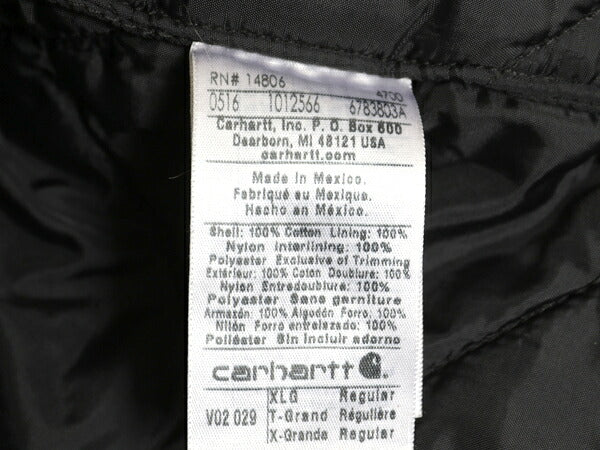 RN# 14806 4700
0516 1012566 6783803A
Carhartt, Inc. P. O. Box 600
Dearborn, MI 48121 USA
carhartt.com
Made in Mexico.
Fabriqué au Mexique.
Hecho en México.
Shell: 100% Cotton Lining: 100%
Nylon Interlining: 100%
Polyester Exclusive of Trimming
Extérieur: 100% Coton Doublure: 100%
Nylon Entredoublure: 100%
Polyester Sans garniture
Armazón: 100% Algodón Forro: 100%
Nilón Forro entrelazado: 100%
Poliéster Sin incluir adorno
carhartt
XLG Regular
V02 029 T-Grand Régulière
X-Grande Regular